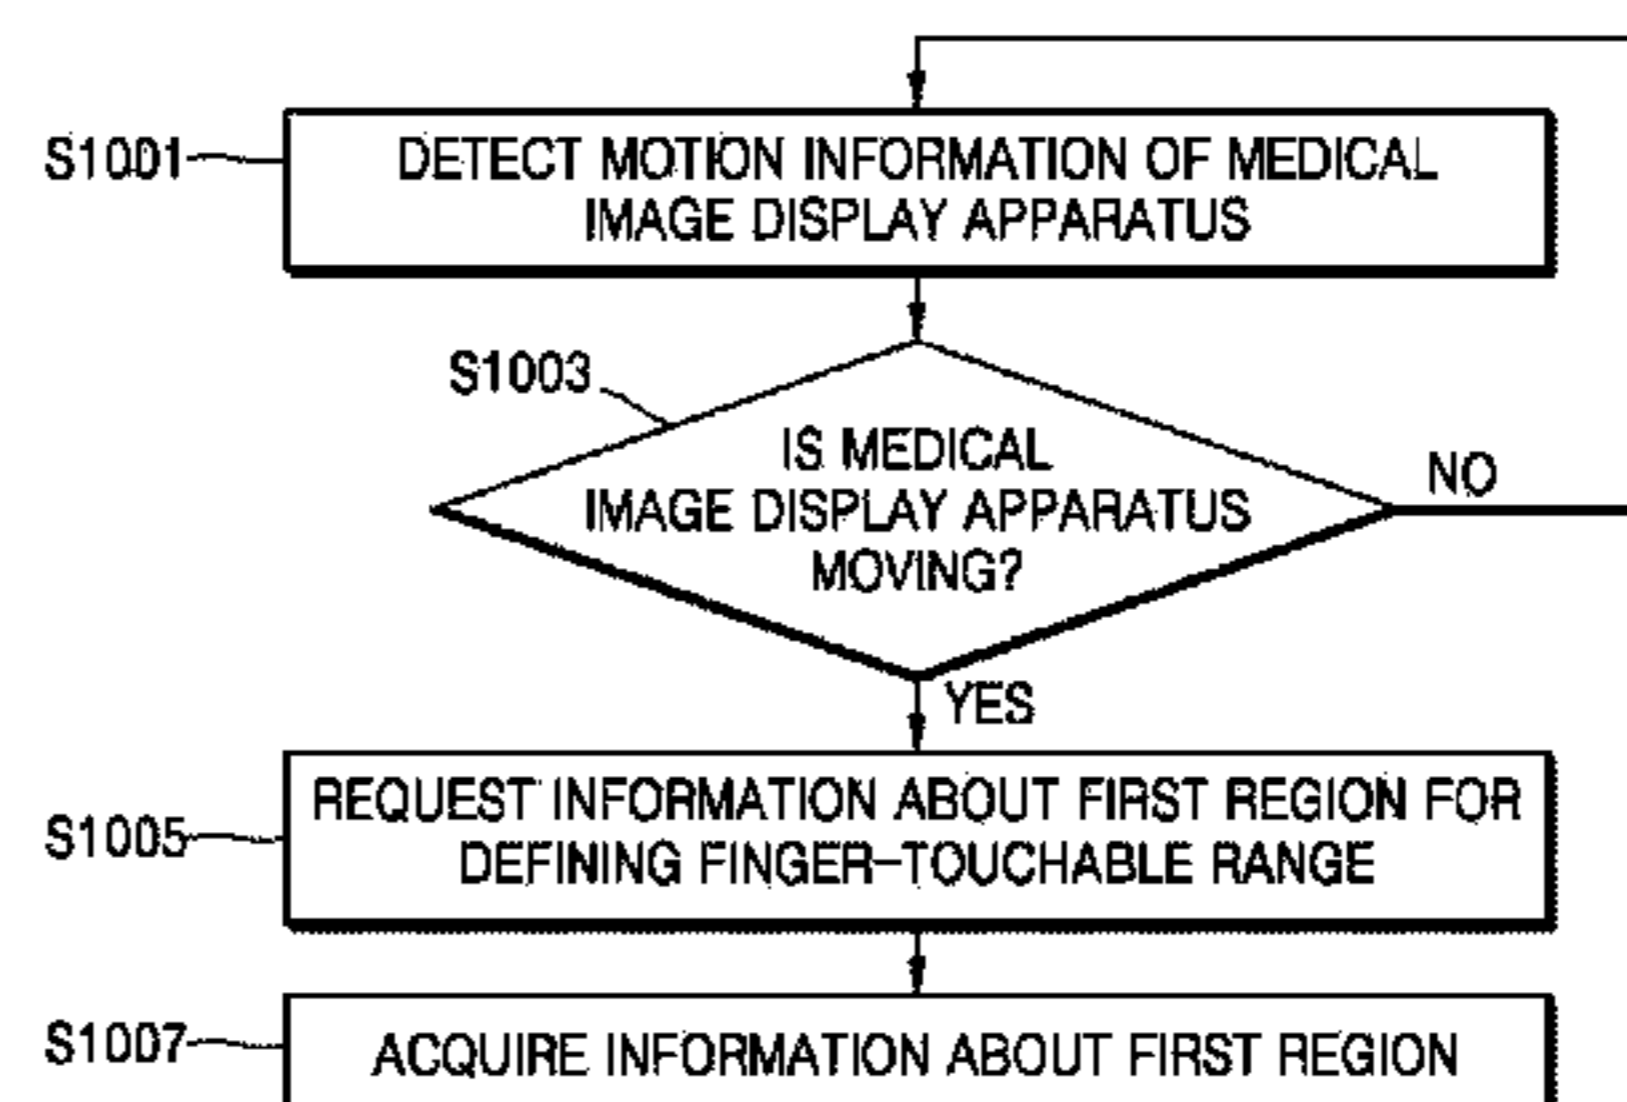 S1001
DETECT MOTION INFORMATION OF MEDICAL
IMAGE DISPLAY APPARATUS
S1003
IS MEDICAL
IMAGE DISPLAY APPARATUS
MOVING?
NO
YES
S1005
REQUEST INFORMATION ABOUT FIRST REGION FOR
DEFINING FINGER-TOUCHABLE RANGE
S1007
ACQUIRE INFORMATION ABOUT FIRST REGION